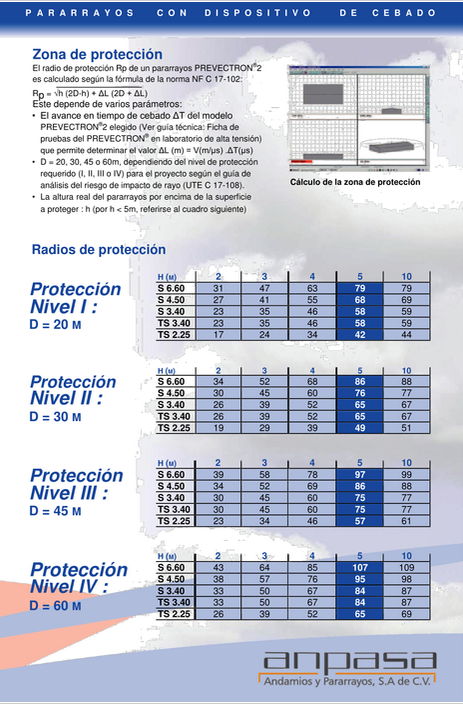 PARARRAYOS CON DISPOSITIVO DE CEBADO
Zona de protección
El radio de protección Rp de un pararrayos PREVECTRON®2
es calculado según la fórmula de la norma NF C 17-102:
Rp = √h (2D-h) + ΔL (2D + ΔL)
Este depende de varios parámetros:
• El avance en tiempo de cebado ΔT del modelo
PREVECTRON®2 elegido (Ver guía técnica: Ficha de
pruebas del PREVECTRON® en laboratorio de alta tensión)
que permite determinar el valor ΔL (m) = V(m/µs) .ΔT(µs)
• D = 20, 30, 45 o 60m, dependiendo del nivel de protección
requerido (I, II, III o IV) para el proyecto según el guía de
análisis del riesgo de impacto de rayo (UTE C 17-108).
• La altura real del pararrayos por encima de la superficie
a proteger : h (por h < 5m, referirse al cuadro siguiente)
Cálculo de la zona de protección
Radios de protección
Protección
Nivel I :
D = 20 M
H (M) 2 3 4 5 10
S 6.60 31 47 63 79 79
S 4.50 27 41 55 68 69
S 3.40 23 35 46 58 59
TS 3.40 23 35 46 58 59
TS 2.25 17 24 34 42 44
Protección
Nivel II :
D = 30 M
H (M) 2 3 4 5 10
S 6.60 34 52 68 86 88
S 4.50 30 45 60 76 77
S 3.40 26 39 52 65 67
TS 3.40 26 39 52 65 67
TS 2.25 19 29 39 49 51
Protección
Nivel III :
D = 45 M
H (M) 2 3 4 5 10
S 6.60 39 58 78 97 99
S 4.50 34 52 69 86 88
S 3.40 30 45 60 75 77
TS 3.40 30 45 60 75 77
TS 2.25 23 34 46 57 61
Protección
Nivel IV :
D = 60 M
H (M) 2 3 4 5 10
S 6.60 43 64 85 107 109
S 4.50 38 57 76 95 98
S 3.40 33 50 67 84 87
TS 3.40 33 50 67 84 87
TS 2.25 26 39 52 65 69
anpasa
Andamios y Pararrayos, S.A de C.V.